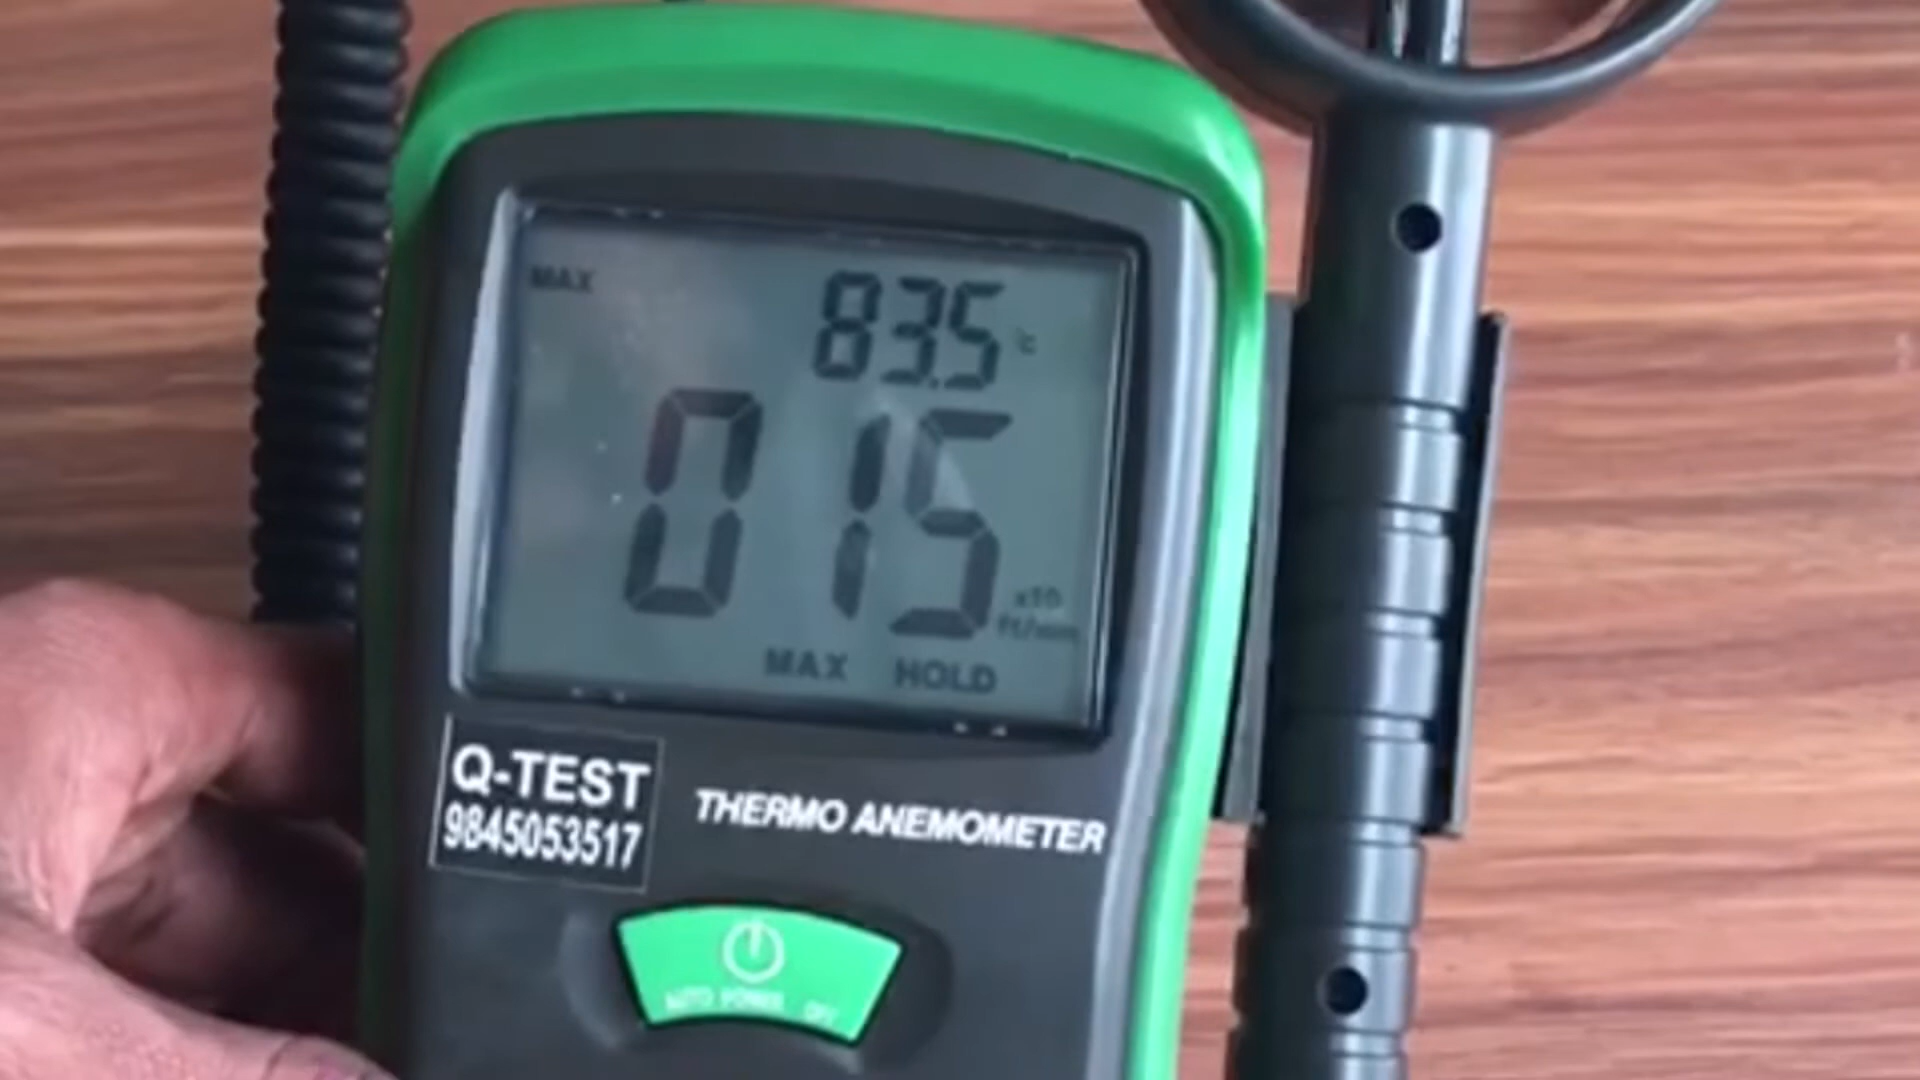 MAX
83.5 °C
015
x10
ft/min
MAX HOLD
Q-TEST
9845053517
THERMO ANEMOMETER
AUTO POWER OFF